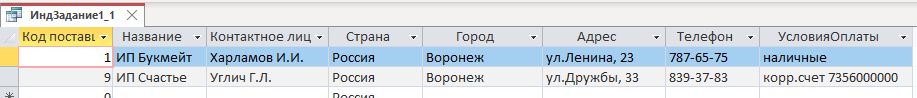 ИндЗадание1_1
Код поставц Название Контактное лиц Страна Город Адрес Телефон УсловияОплаты
1 ИП Букмейт Харламов И.И. Россия Воронеж ул.Ленина, 23 787-65-75 наличные
9 ИП Счастье Углич Г.Л. Россия Воронеж ул.Дружбы, 33 839-37-83 корр.счет 7356000000
0 Россия